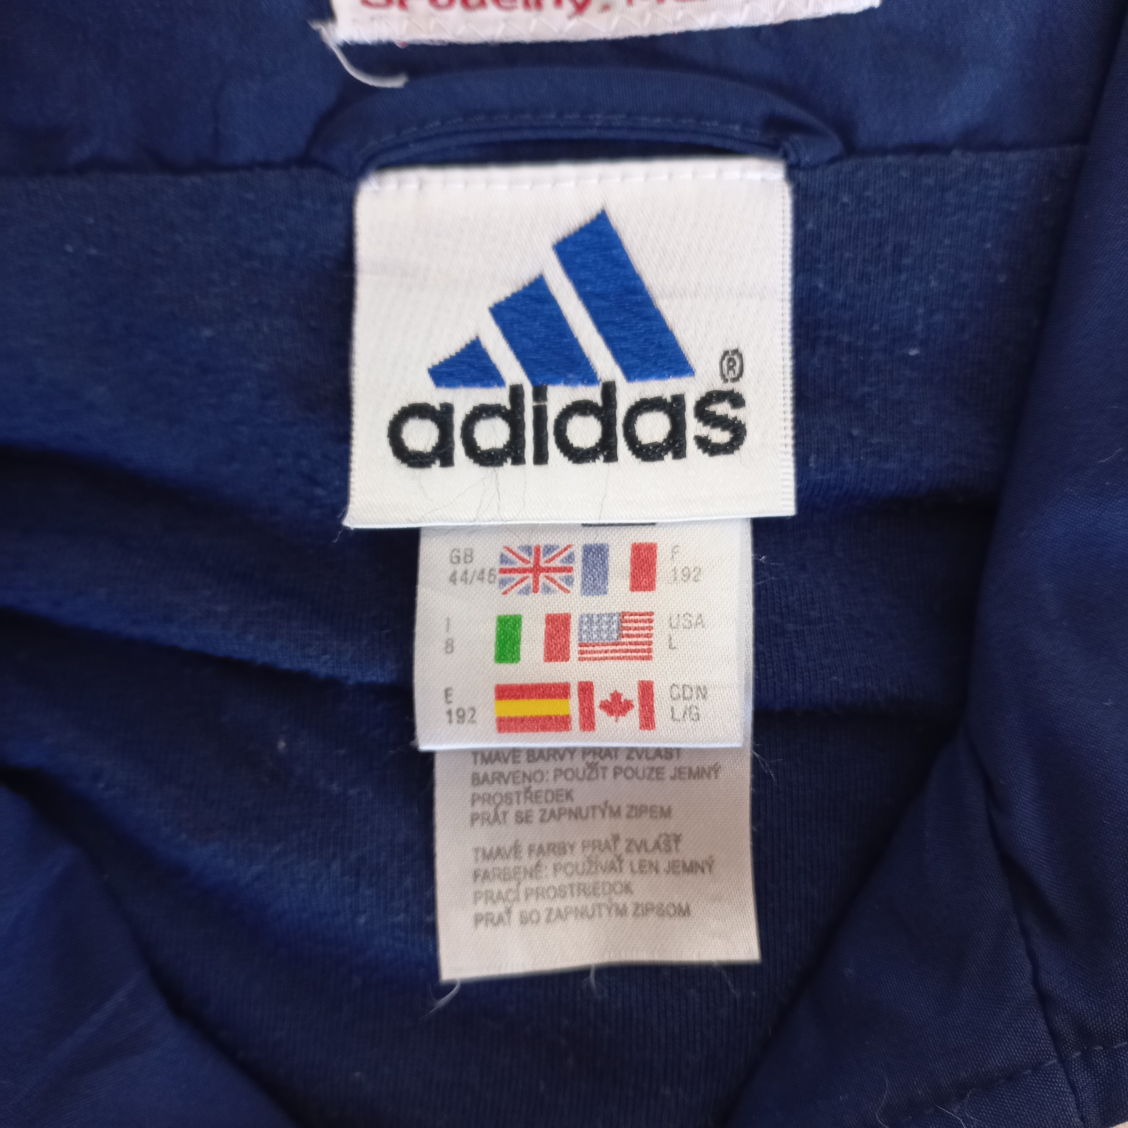 adidas®
GB
44/46
F
192
I
8
USA
L
E
192
CDN
L/G
TMAVÉ BARVY PRÁT ZVLÁŠŤ
BARVENO: POUŽÍT POUZE JEMNÝ
PROSTŘEDEK
PRÁT SE ZAPNUTÝM ZIPEM
TMAVÉ FARBY PRAŤ ZVLÁŠŤ
FARBENÉ: POUŽÍVAŤ LEN JEMNÝ
PRACÍ PROSTRIEDOK
PRAŤ SO ZAPNUTÝM ZIPSOM